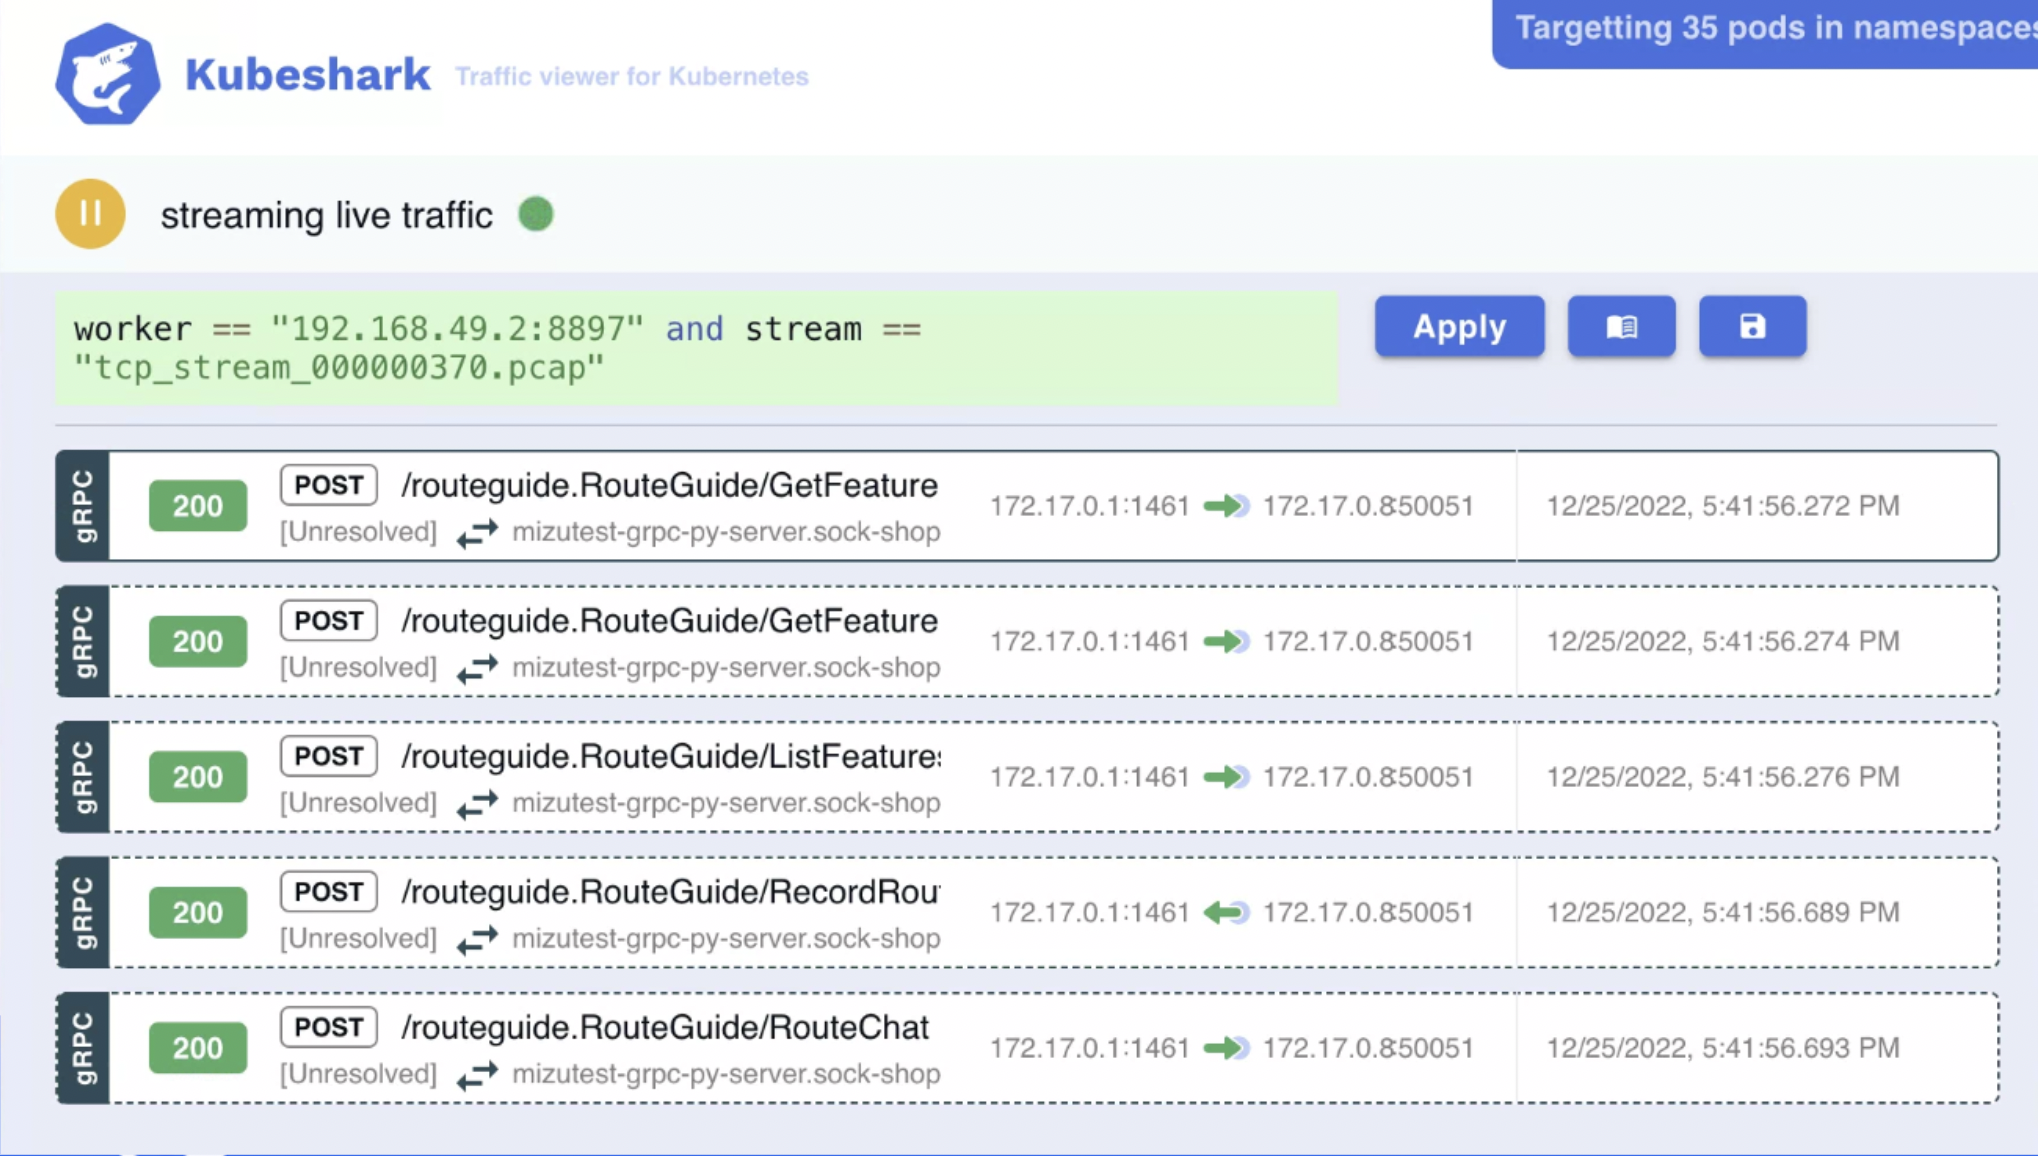 Targetting 35 pods in namespaces
Kubeshark Traffic viewer for Kubernetes
streaming live traffic
worker == "192.168.49.2:8897" and stream ==
"tcp_stream_000000370.pcap"
Apply
gRPC
200
POST /routeguide.RouteGuide/GetFeature
[Unresolved] mizutest-grpc-py-server.sock-shop
172.17.0.1:1461 172.17.0.8:50051
12/25/2022, 5:41:56.272 PM
gRPC
200
POST /routeguide.RouteGuide/GetFeature
[Unresolved] mizutest-grpc-py-server.sock-shop
172.17.0.1:1461 172.17.0.8:50051
12/25/2022, 5:41:56.274 PM
gRPC
200
POST /routeguide.RouteGuide/ListFeatures
[Unresolved] mizutest-grpc-py-server.sock-shop
172.17.0.1:1461 172.17.0.8:50051
12/25/2022, 5:41:56.276 PM
gRPC
200
POST /routeguide.RouteGuide/RecordRou
[Unresolved] mizutest-grpc-py-server.sock-shop
172.17.0.1:1461 172.17.0.8:50051
12/25/2022, 5:41:56.689 PM
gRPC
200
POST /routeguide.RouteGuide/RouteChat
[Unresolved] mizutest-grpc-py-server.sock-shop
172.17.0.1:1461 172.17.0.8:50051
12/25/2022, 5:41:56.693 PM